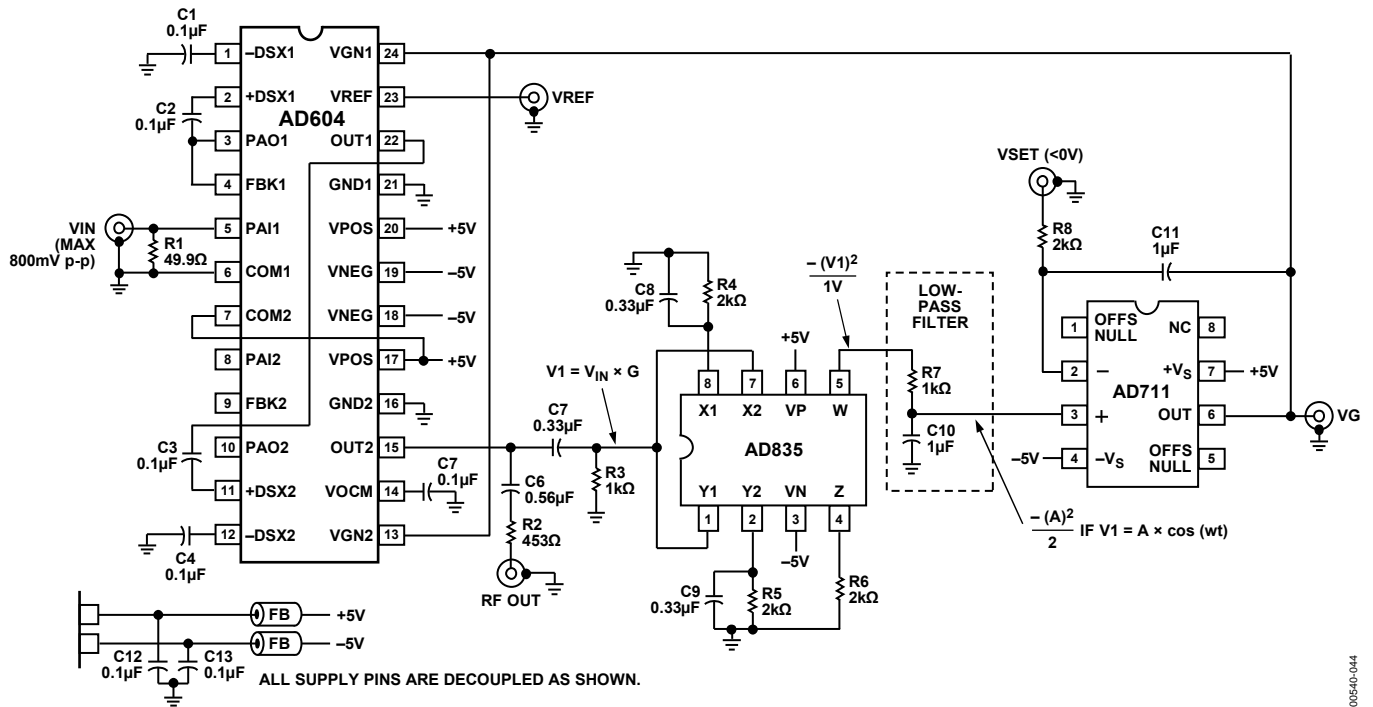 C1
0.1µF
1 –DSX1
VGN1 24
C2
0.1µF
2 +DSX1
VREF 23
VREF
AD604
3 PAO1
OUT1 22
4 FBK1
GND1 21
VIN
(MAX
800mV p-p)
R1
49.9Ω
5 PAI1
VPOS 20
+5V
6 COM1
VNEG 19
–5V
7 COM2
VNEG 18
–5V
8 PAI2
VPOS 17
+5V
9 FBK2
GND2 16
C3
0.1µF
10 PAO2
OUT2 15
11 +DSX2
VOCM 14
C7
0.1µF
12 –DSX2
VGN2 13
C4
0.1µF
C6
0.56µF
R2
453Ω
RF OUT
C7
0.33µF
R3
1kΩ
V1 = VIN × G
C8
0.33µF
R4
2kΩ
+5V
– (V1)²
1V
8 7 6 5
X1 X2 VP W
AD835
Y1 Y2 VN Z
1 2 3 4
–5V
C9
0.33µF
R5
2kΩ
R6
2kΩ
LOW-
PASS
FILTER
R7
1kΩ
C10
1µF
– (A)²
2
IF V1 = A × cos (wt)
VSET (<0V)
R8
2kΩ
C11
1µF
1 OFFS
NULL
NC 8
2 –
+VS 7
+5V
AD711
3 +
OUT 6
VG
–5V
4 –VS
OFFS
NULL
5
FB
+5V
FB
–5V
C12
0.1µF
C13
0.1µF
ALL SUPPLY PINS ARE DECOUPLED AS SHOWN.
00540-044